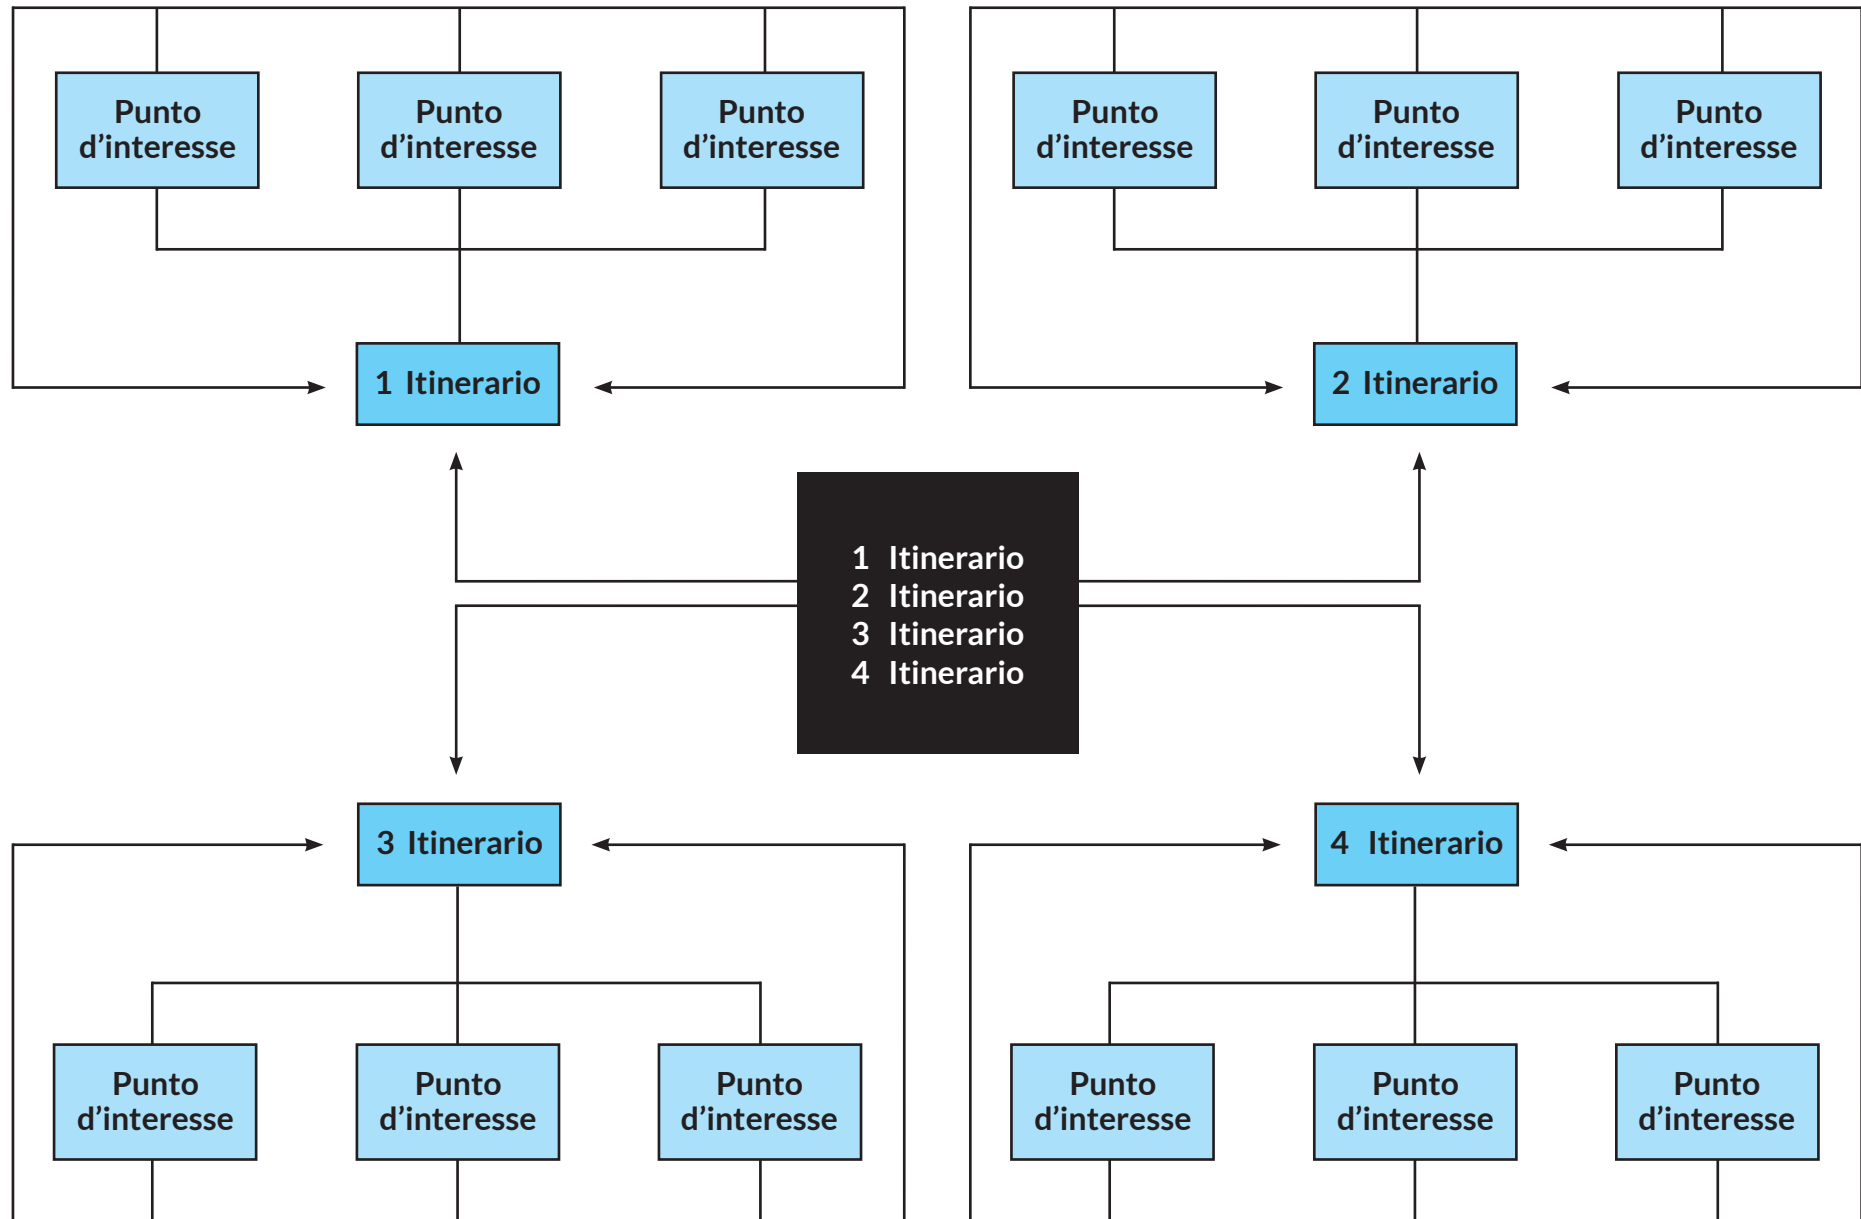 Punto
d’interesse
Punto
d’interesse
Punto
d’interesse
Punto
d’interesse
Punto
d’interesse
Punto
d’interesse
1 Itinerario
2 Itinerario
1 Itinerario
2 Itinerario
3 Itinerario
4 Itinerario
3 Itinerario
4 Itinerario
Punto
d’interesse
Punto
d’interesse
Punto
d’interesse
Punto
d’interesse
Punto
d’interesse
Punto
d’interesse